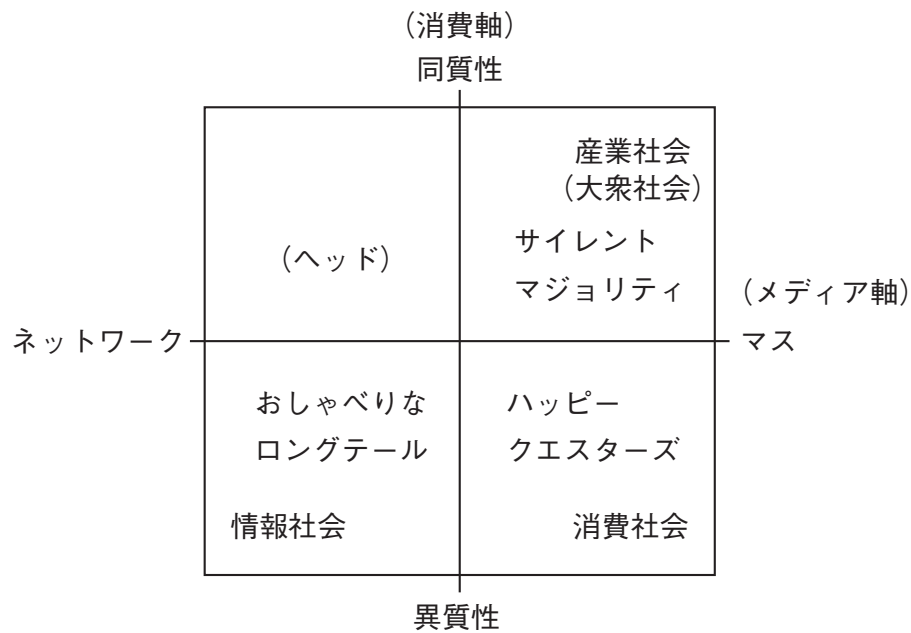 （消費軸）
同質性
産業社会
（大衆社会）
（ヘッド）
サイレント
マジョリティ
（メディア軸）
ネットワーク
マス
おしゃべりな
ロングテール
ハッピー
クエスターズ
情報社会
消費社会
異質性